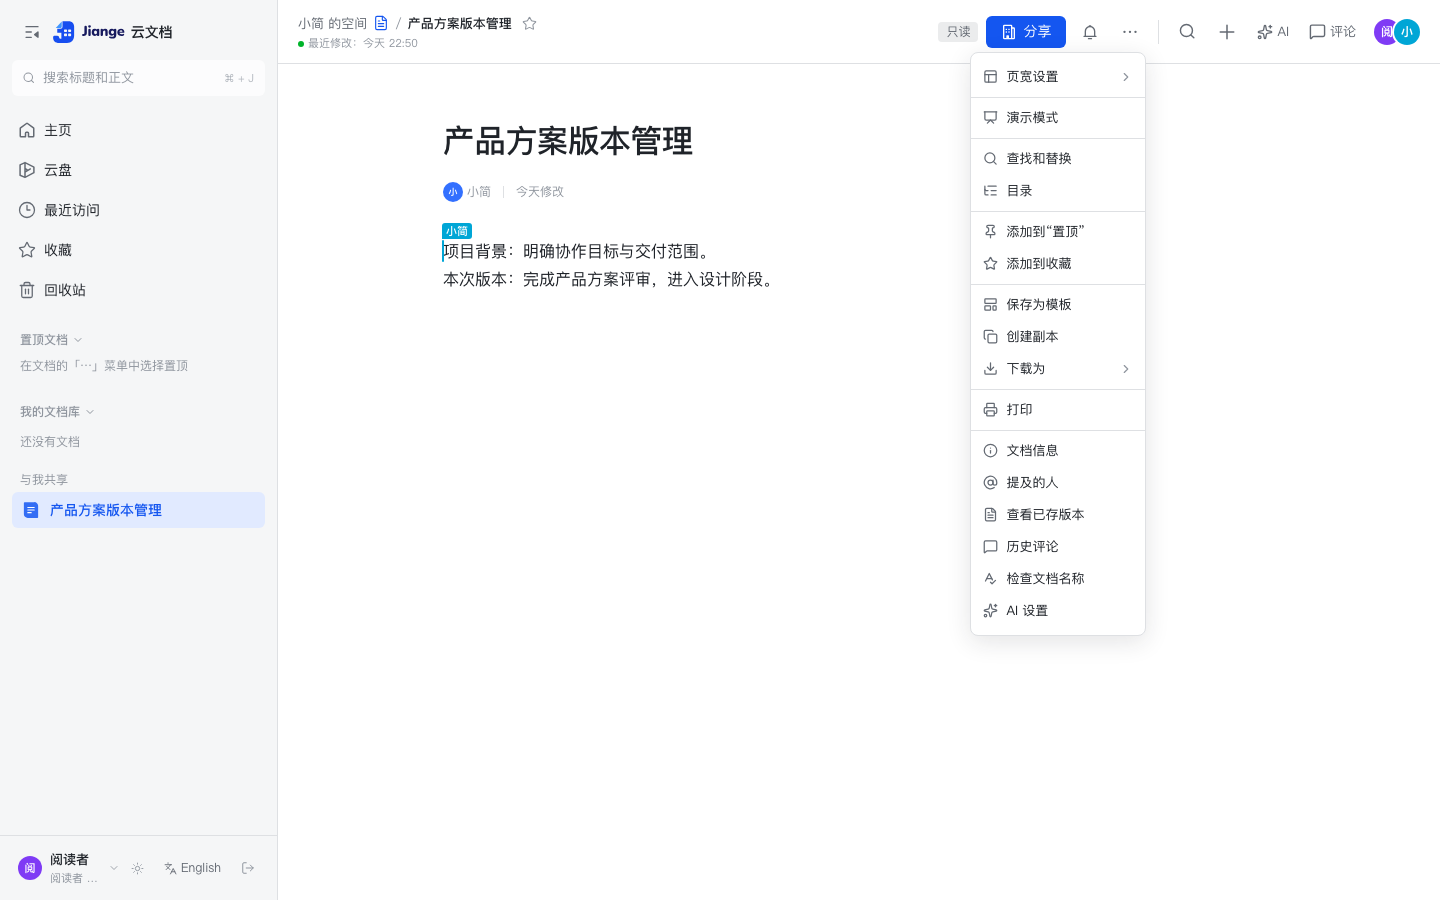 Jiange 云文档
搜索标题和正文 ⌘ + J
主页
云盘
最近访问
收藏
回收站
置顶文档
在文档的「…」菜单中选择置顶
我的文档库
还没有文档
与我共享
产品方案版本管理
阅 阅读者
阅读者 ...
English
小简 的空间 / 产品方案版本管理
最近修改：今天 22:50
只读 分享 AI 评论 阅 小
产品方案版本管理
小 小简 今天修改
小简
项目背景：明确协作目标与交付范围。
本次版本：完成产品方案评审，进入设计阶段。
页宽设置
演示模式
查找和替换
目录
添加到“置顶”
添加到收藏
保存为模板
创建副本
下载为
打印
文档信息
提及的人
查看已存版本
历史评论
检查文档名称
AI 设置